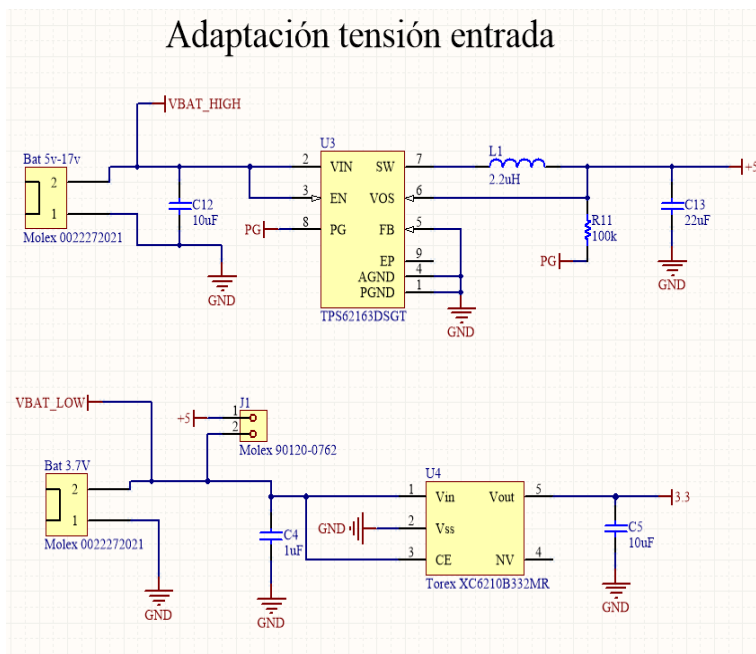 Adaptación tensión entrada
VBAT_HIGH
Bat 5v-17v
2
1
Molex 0022272021
C12
10uF
GND
U3
2 VIN SW 7
3 EN VOS 6
8 PG FB 5
EP 9
AGND 4
PGND 1
TPS62163DSGT
PG
GND
L1
2.2uH
R11
100k
PG
C13
22uF
GND
+5
VBAT_LOW
+5
J1
1
2
Molex 90120-0762
Bat 3.7V
2
1
Molex 0022272021
GND
C4
1uF
GND
GND
U4
1 Vin Vout 5
2 Vss
3 CE NV 4
Torex XC6210B332MR
3.3
C5
10uF
GND